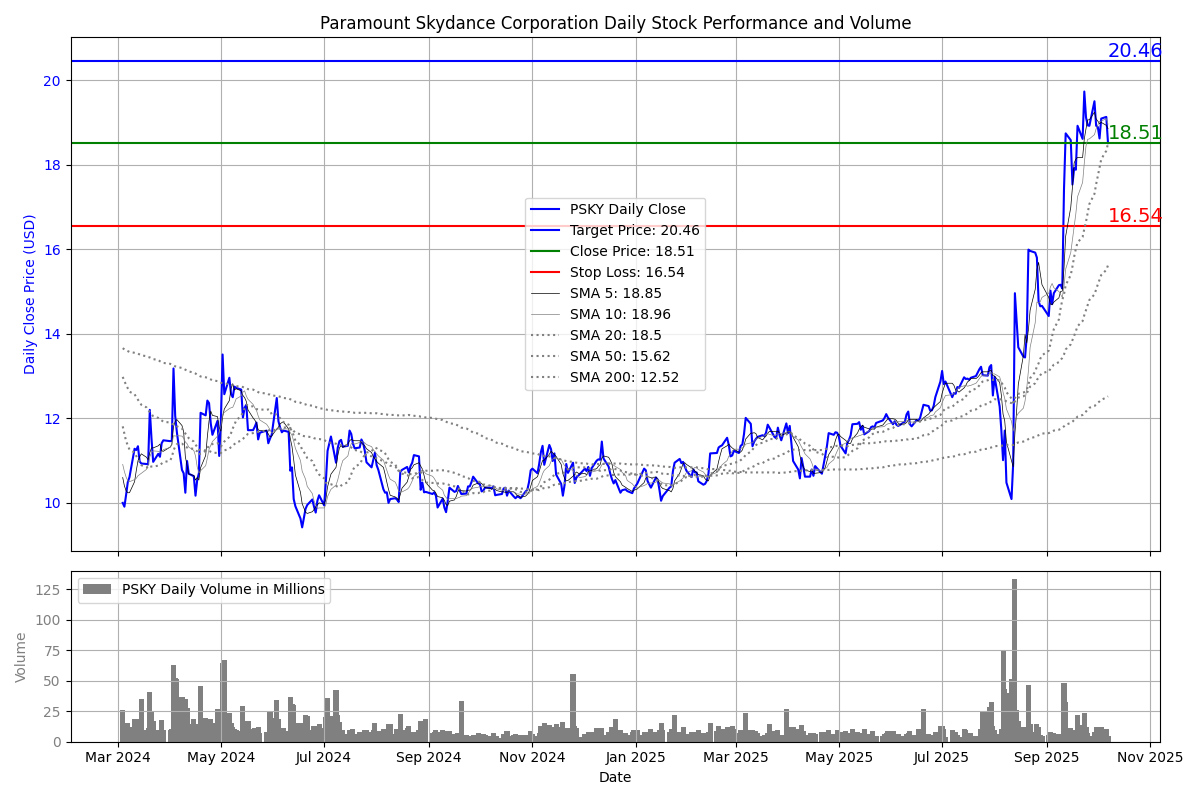 Paramount Skydance Corporation Daily Stock Performance and Volume
Daily Close Price (USD)
20
18
16
14
12
10
20.46
18.51
16.54
PSKY Daily Close
Target Price: 20.46
Close Price: 18.51
Stop Loss: 16.54
SMA 5: 18.85
SMA 10: 18.96
SMA 20: 18.5
SMA 50: 15.62
SMA 200: 12.52
Volume
125
100
75
50
25
0
PSKY Daily Volume in Millions
Mar 2024 May 2024 Jul 2024 Sep 2024 Nov 2024 Jan 2025 Mar 2025 May 2025 Jul 2025 Sep 2025 Nov 2025
Date